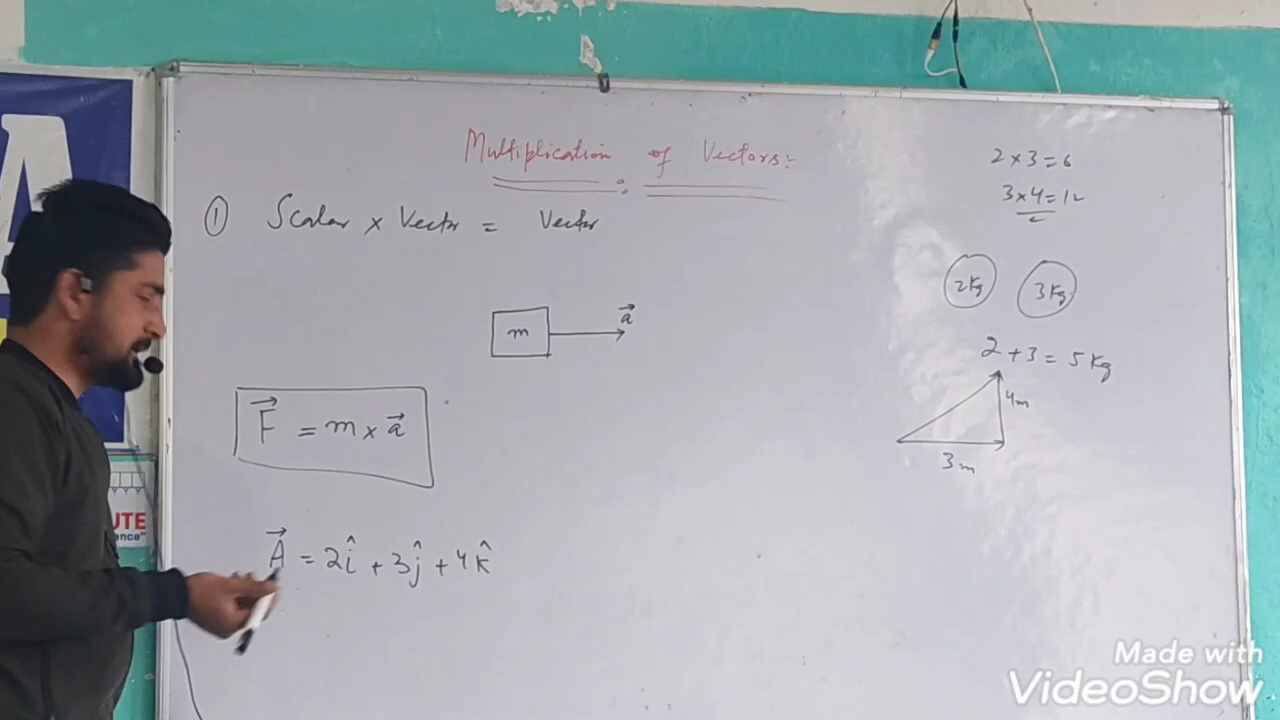 Multiplication of Vectors:-
① Scalar × Vector = Vector
m
a⃗
F⃗ = m × a⃗
A⃗ = 2î + 3ĵ + 4k̂
2 × 3 = 6
3 × 4 = 12
2kg 3kg
2 + 3 = 5kg
4m
3m
A
UTE
ence"
Made with
VideoShow